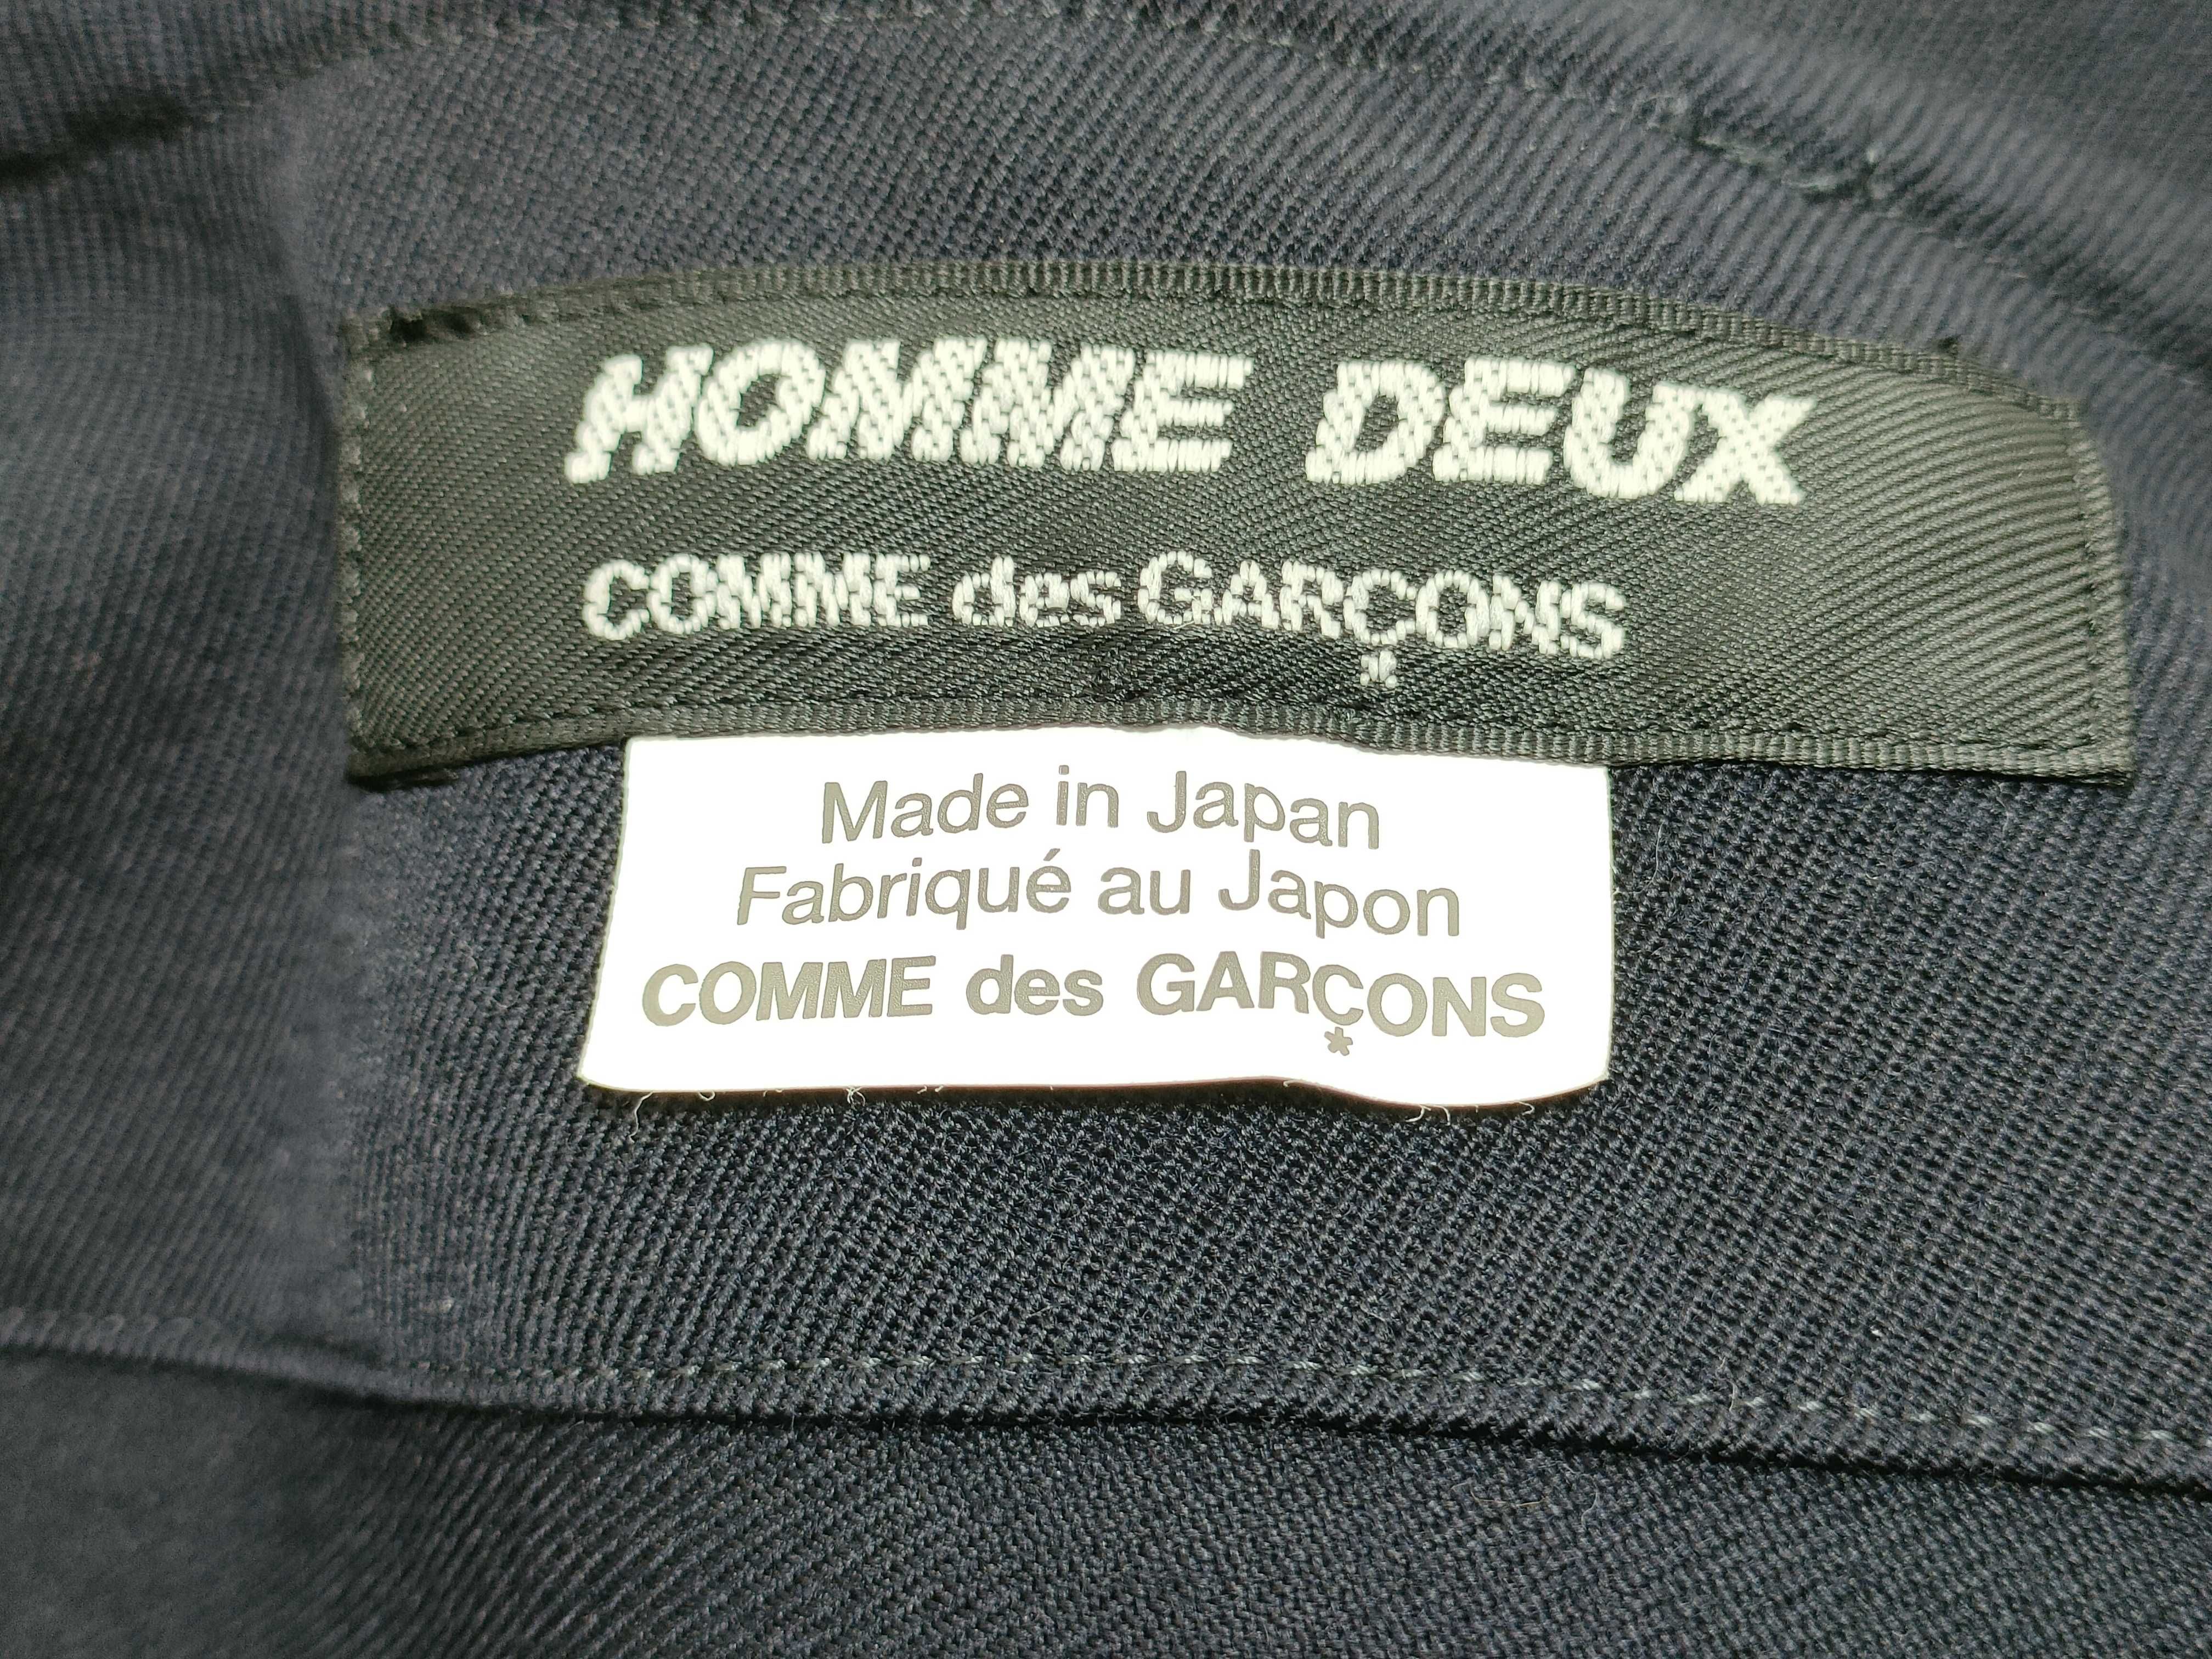 HOMME DEUX
COMME des GARÇONS
*
Made in Japan
Fabriqué au Japon
COMME des GARÇONS
*